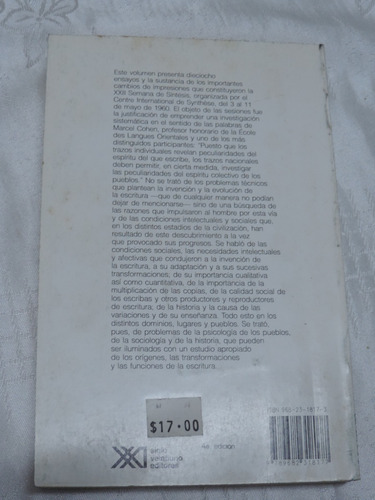 Este volumen presenta dieciocho
ensayos y la sustancia de los importantes
cambios de impresiones que constituyeron la
XXII Semana de Síntesis, organizada por el
Centre International de Synthèse, del 3 al 11
de mayo de 1960. El objeto de las sesiones fue
la justificación de emprender una investigación
sistemática en el sentido de las palabras de
Marcel Cohen, profesor honorario de la École
des Langues Orientales y uno de los más
distinguidos participantes: "Puesto que los
trazos individuales revelan peculiaridades del
espíritu del que escribe, los trazos nacionales
deben permitir, en cierta medida, investigar
las peculiaridades del espíritu colectivo de los
pueblos." No se trató de los problemas técnicos
que plantean la invención y la evolución de
la escritura —que de cualquier manera no podían
dejar de mencionarse— sino de una búsqueda de
las razones que impulsaron al hombre por esta vía
y de las condiciones intelectuales y sociales que,
en los distintos estadios de la civilización, han
resultado de este descubrimiento a la vez
que provocado sus progresos. Se habló de las
condiciones sociales, las necesidades intelectuales
y afectivas que condujeron a la invención de
la escritura, a su adaptación y a sus sucesivas
transformaciones; de su importancia cualitativa
así como cuantitativa, de la importancia de la
multiplicación de las copias, de la calidad social de
los escribas y otros productores y reproductores
de escritura, de la historia y la causa de las
variaciones y de su enseñanza. Todo esto en los
distintos dominios, lugares y pueblos. Se trató,
pues, de problemas de la psicología de los pueblos,
de la sociología y de la historia, que pueden
ser iluminados con un estudio apropiado
de los orígenes, las transformaciones
y las funciones de la escritura.
$17.00
edición
siglo
veintiuno
editores